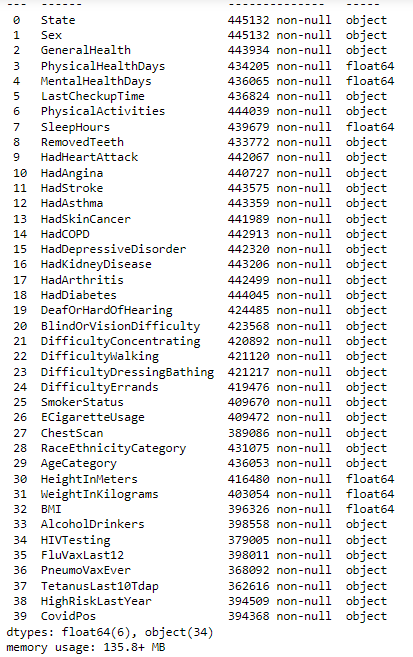 ---  ------  --------------  -----
0   State   445132 non-null  object
1   Sex   445132 non-null  object
2   GeneralHealth   443934 non-null  object
3   PhysicalHealthDays   434205 non-null  float64
4   MentalHealthDays   436065 non-null  float64
5   LastCheckupTime   436824 non-null  object
6   PhysicalActivities   444039 non-null  object
7   SleepHours   439679 non-null  float64
8   RemovedTeeth   433772 non-null  object
9   HadHeartAttack   442067 non-null  object
10  HadAngina   440727 non-null  object
11  HadStroke   443575 non-null  object
12  HadAsthma   443359 non-null  object
13  HadSkinCancer   441989 non-null  object
14  HadCOPD   442913 non-null  object
15  HadDepressiveDisorder   442320 non-null  object
16  HadKidneyDisease   443206 non-null  object
17  HadArthritis   442499 non-null  object
18  HadDiabetes   444045 non-null  object
19  DeafOrHardOfHearing   424485 non-null  object
20  BlindOrVisionDifficulty   423568 non-null  object
21  DifficultyConcentrating   420892 non-null  object
22  DifficultyWalking   421120 non-null  object
23  DifficultyDressingBathing  421217 non-null  object
24  DifficultyErrands   419476 non-null  object
25  SmokerStatus   409670 non-null  object
26  ECigaretteUsage   409472 non-null  object
27  ChestScan   389086 non-null  object
28  RaceEthnicityCategory   431075 non-null  object
29  AgeCategory   436053 non-null  object
30  HeightInMeters   416480 non-null  float64
31  WeightInKilograms   403054 non-null  float64
32  BMI   396326 non-null  float64
33  AlcoholDrinkers   398558 non-null  object
34  HIVTesting   379005 non-null  object
35  FluVaxLast12   398011 non-null  object
36  PneumoVaxEver   368092 non-null  object
37  TetanusLast10Tdap   362616 non-null  object
38  HighRiskLastYear   394509 non-null  object
39  CovidPos   394368 non-null  object
dtypes: float64(6), object(34)
memory usage: 135.8+ MB